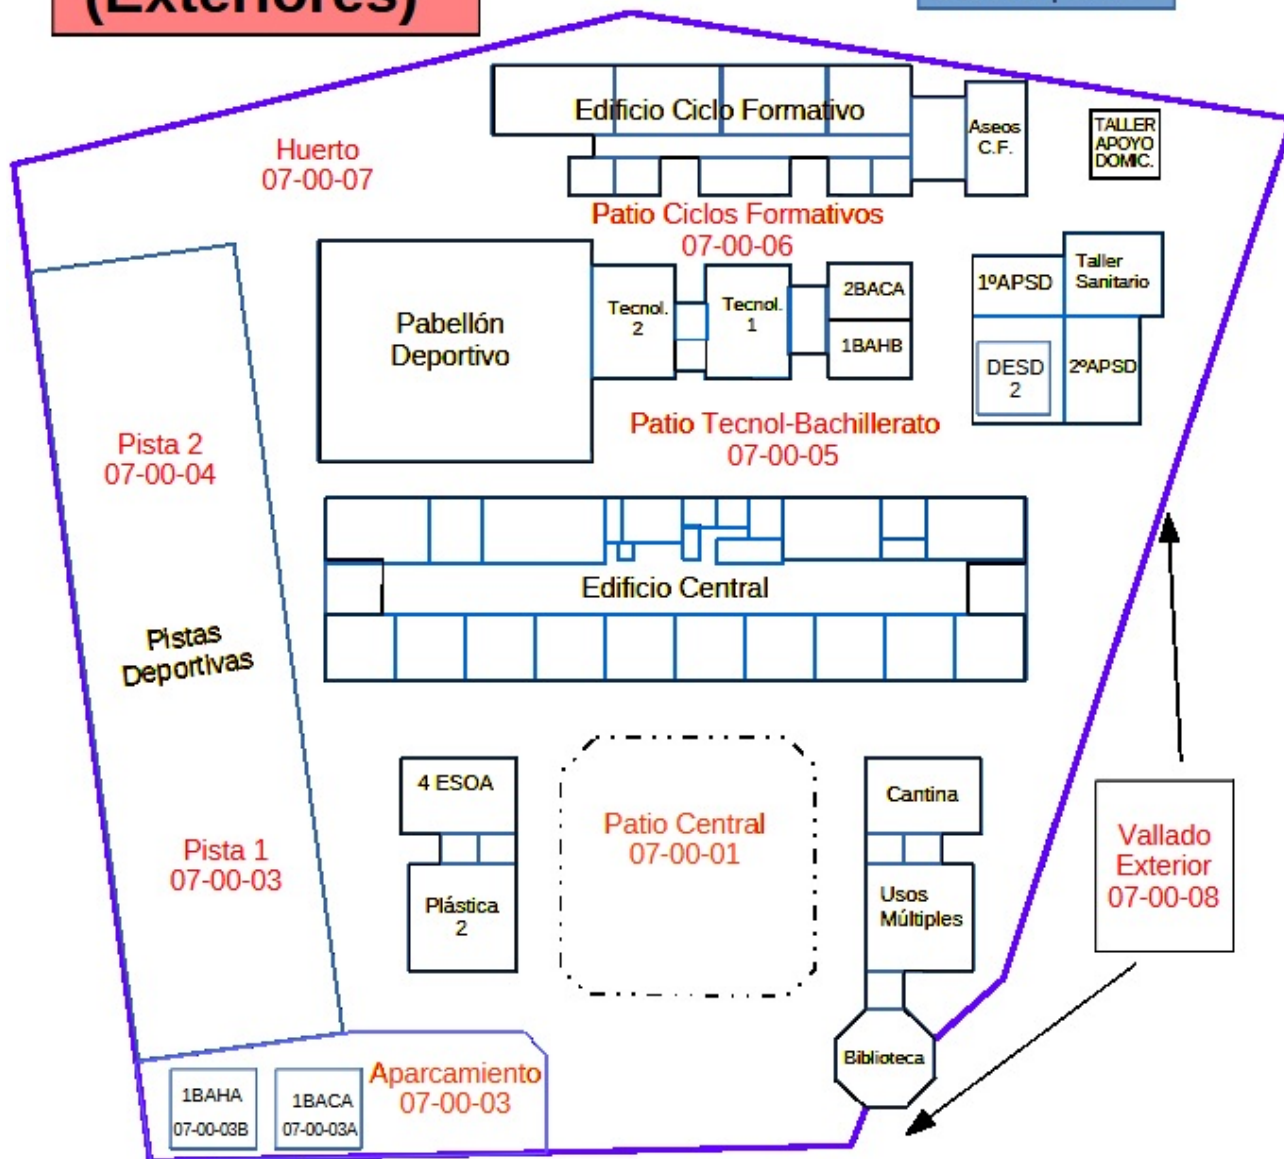 (Exteriores)
Edificio Ciclo Formativo
Aseos
C.F.
TALLER
APOYO
DOMIC.
Huerto
07-00-07
Patio Ciclos Formativos
07-00-06
Pabellón
Deportivo
Tecnol.
2
Tecnol.
1
2BACA
1BAHB
1ºAPSD
Taller
Sanitario
DESD
2
2ºAPSD
Patio Tecnol-Bachillerato
07-00-05
Pista 2
07-00-04
Edificio Central
Pistas
Deportivas
4 ESOA
Plástica
2
Patio Central
07-00-01
Cantina
Usos
Múltiples
Biblioteca
Vallado
Exterior
07-00-08
Pista 1
07-00-03
Aparcamiento
07-00-03
1BAHA
07-00-03B
1BACA
07-00-03A